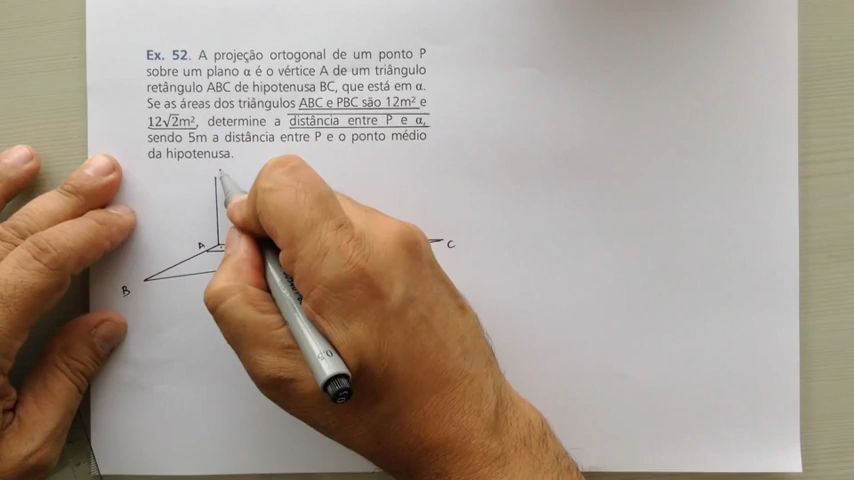 Ex. 52. A projeção ortogonal de um ponto P
sobre um plano α é o vértice A de um triângulo
retângulo ABC de hipotenusa BC, que está em α.
Se as áreas dos triângulos ABC e PBC são 12m² e
12√2m², determine a distância entre P e α,
sendo 5m a distância entre P e o ponto médio
da hipotenusa.
A
C
B
0.5